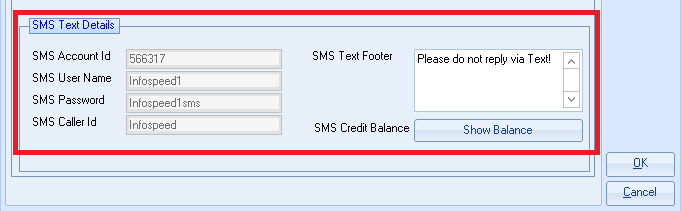 SMS Text Details
SMS Account Id 566317
SMS User Name Infospeed1
SMS Password Infospeed1sms
SMS Caller Id Infospeed
SMS Text Footer Please do not reply via Text!
SMS Credit Balance Show Balance
OK
Cancel